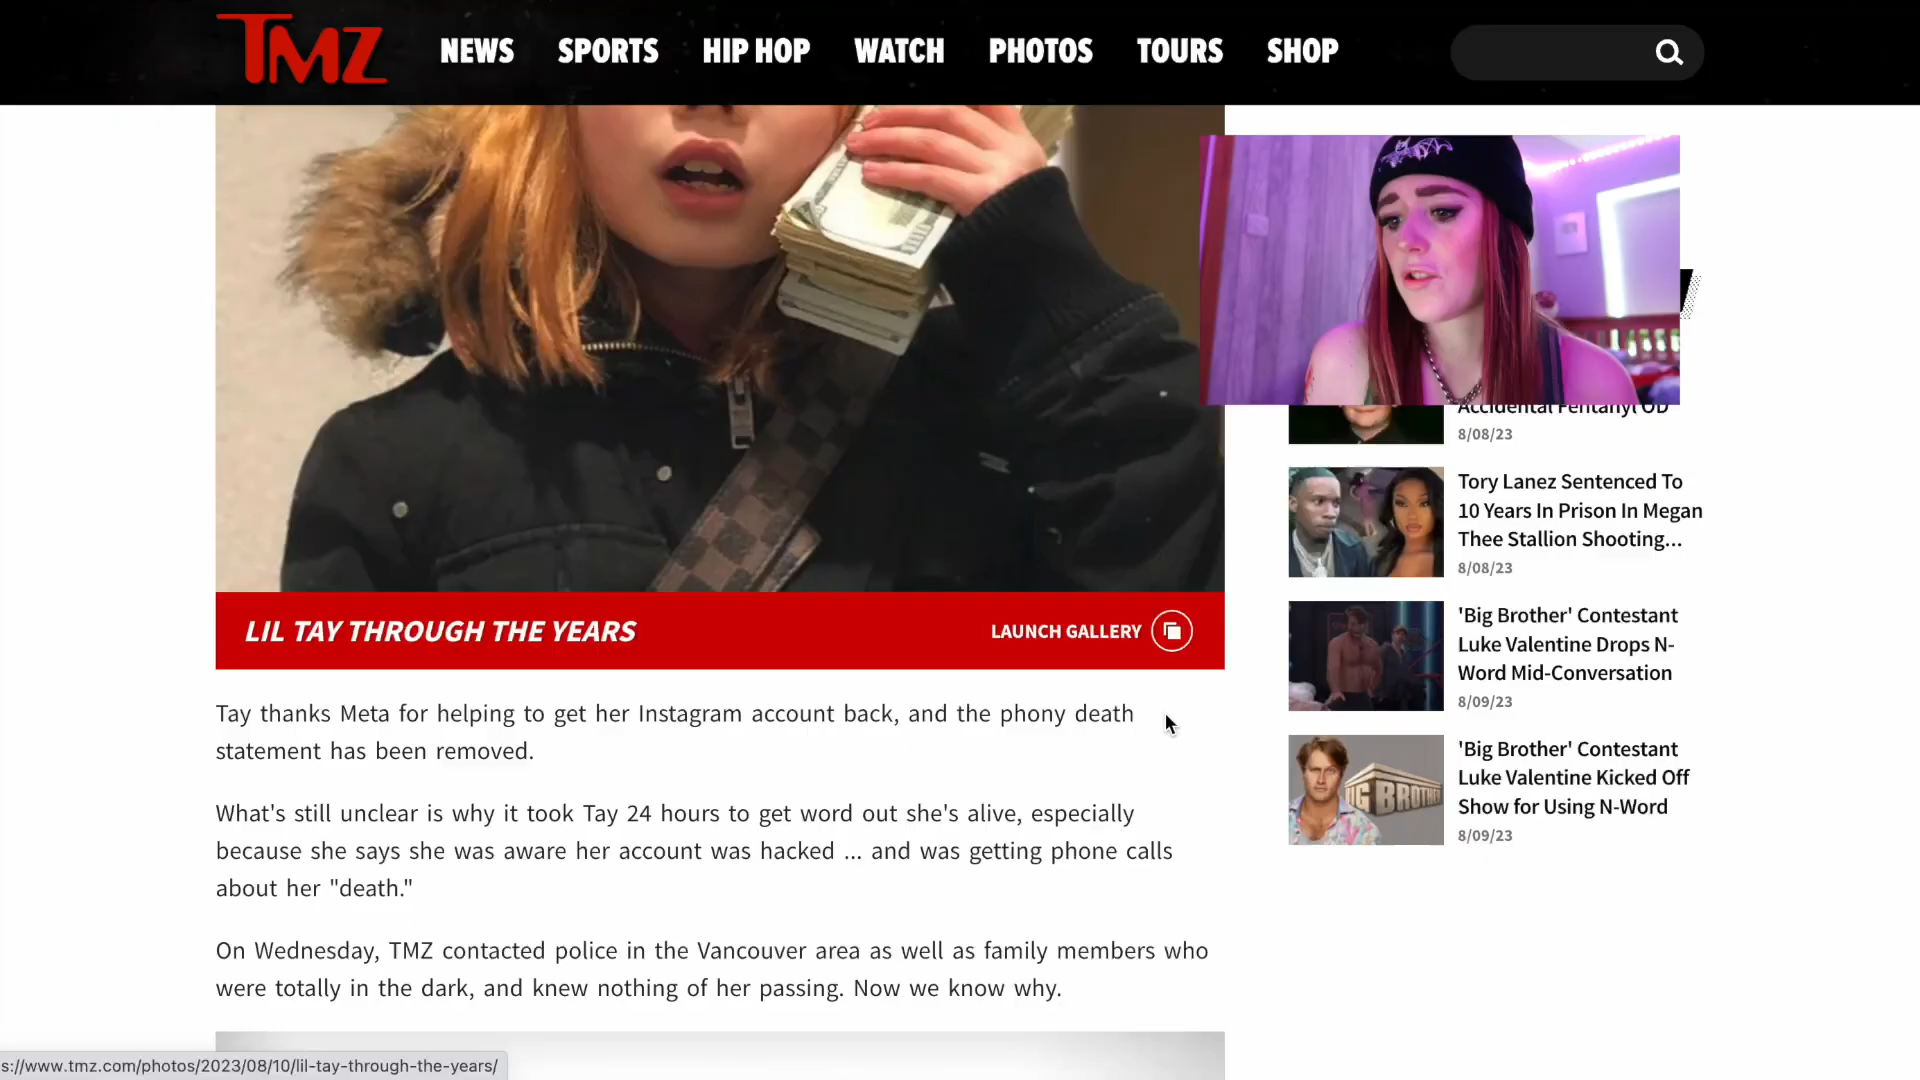 TMZ
NEWS SPORTS HIP HOP WATCH PHOTOS TOURS SHOP
LIL TAY THROUGH THE YEARS
LAUNCH GALLERY
Tay thanks Meta for helping to get her Instagram account back, and the phony death
statement has been removed.
What's still unclear is why it took Tay 24 hours to get word out she's alive, especially
because she says she was aware her account was hacked ... and was getting phone calls
about her "death."
On Wednesday, TMZ contacted police in the Vancouver area as well as family members who
were totally in the dark, and knew nothing of her passing. Now we know why.
Accidental Fentanyl OD
8/08/23
Tory Lanez Sentenced To
10 Years In Prison In Megan
Thee Stallion Shooting...
8/08/23
'Big Brother' Contestant
Luke Valentine Drops N-
Word Mid-Conversation
8/09/23
BIG BROTHER
'Big Brother' Contestant
Luke Valentine Kicked Off
Show for Using N-Word
8/09/23
s://www.tmz.com/photos/2023/08/10/lil-tay-through-the-years/